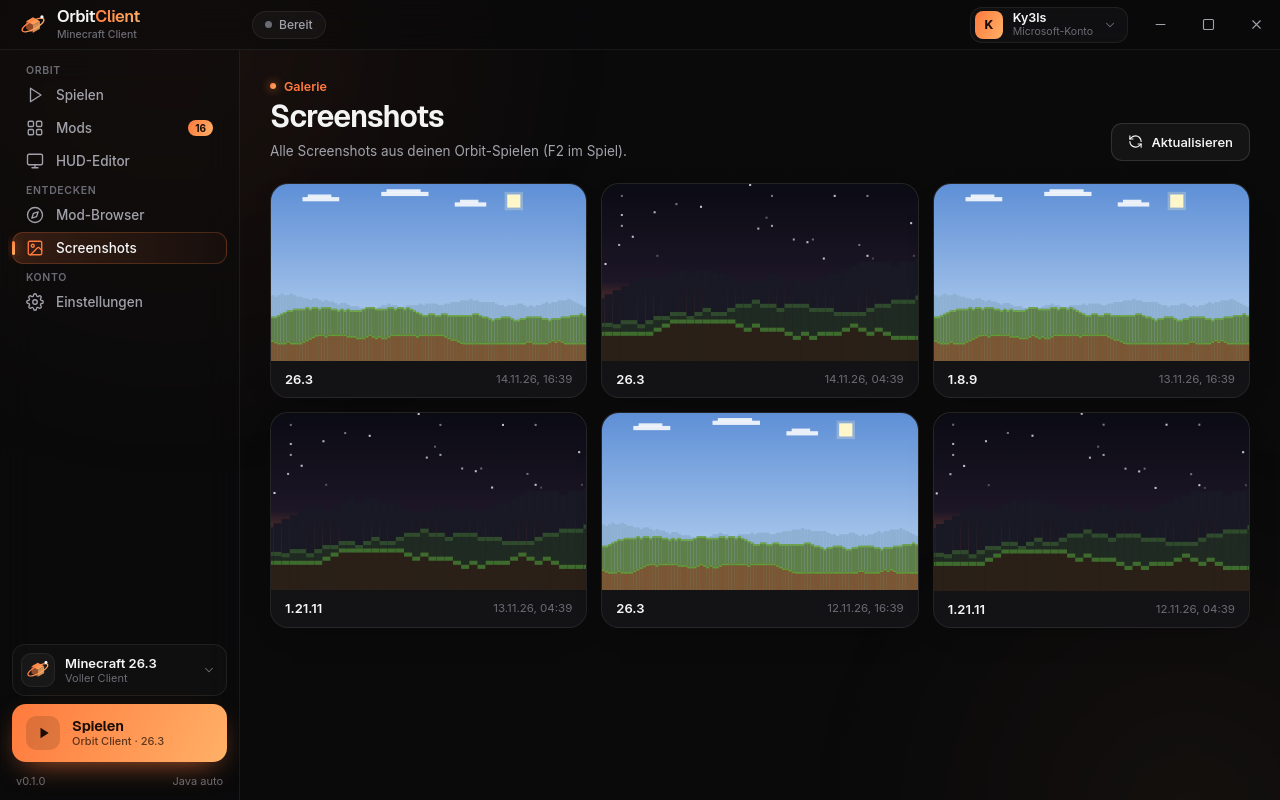 OrbitClient
Minecraft Client
Bereit
K
Ky3ls
Microsoft-Konto
ORBIT
Spielen
Mods
16
HUD-Editor
ENTDECKEN
Mod-Browser
Screenshots
KONTO
Einstellungen
Galerie
Screenshots
Alle Screenshots aus deinen Orbit-Spielen (F2 im Spiel).
Aktualisieren
26.3
14.11.26, 16:39
26.3
14.11.26, 04:39
1.8.9
13.11.26, 16:39
1.21.11
13.11.26, 04:39
26.3
12.11.26, 16:39
1.21.11
12.11.26, 04:39
Minecraft 26.3
Voller Client
Spielen
Orbit Client · 26.3
v0.1.0
Java auto